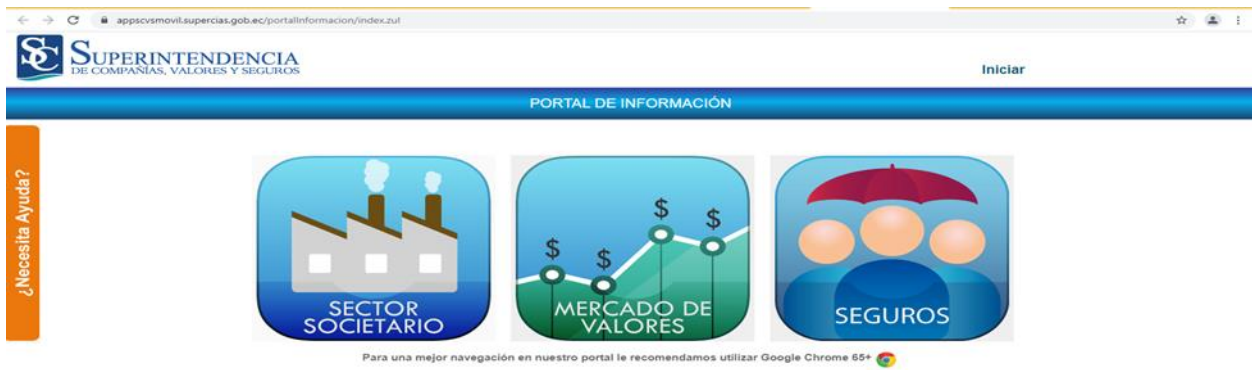 appscvsmovil.supercias.gob.ec/portalInformacion/index.zul
SUPERINTENDENCIA
DE COMPAÑÍAS, VALORES Y SEGUROS
Iniciar
PORTAL DE INFORMACIÓN
¿Necesita Ayuda?
SECTOR
SOCIETARIO
$ $ $ $
MERCADO DE
VALORES
SEGUROS
Para una mejor navegación en nuestro portal le recomendamos utilizar Google Chrome 65+